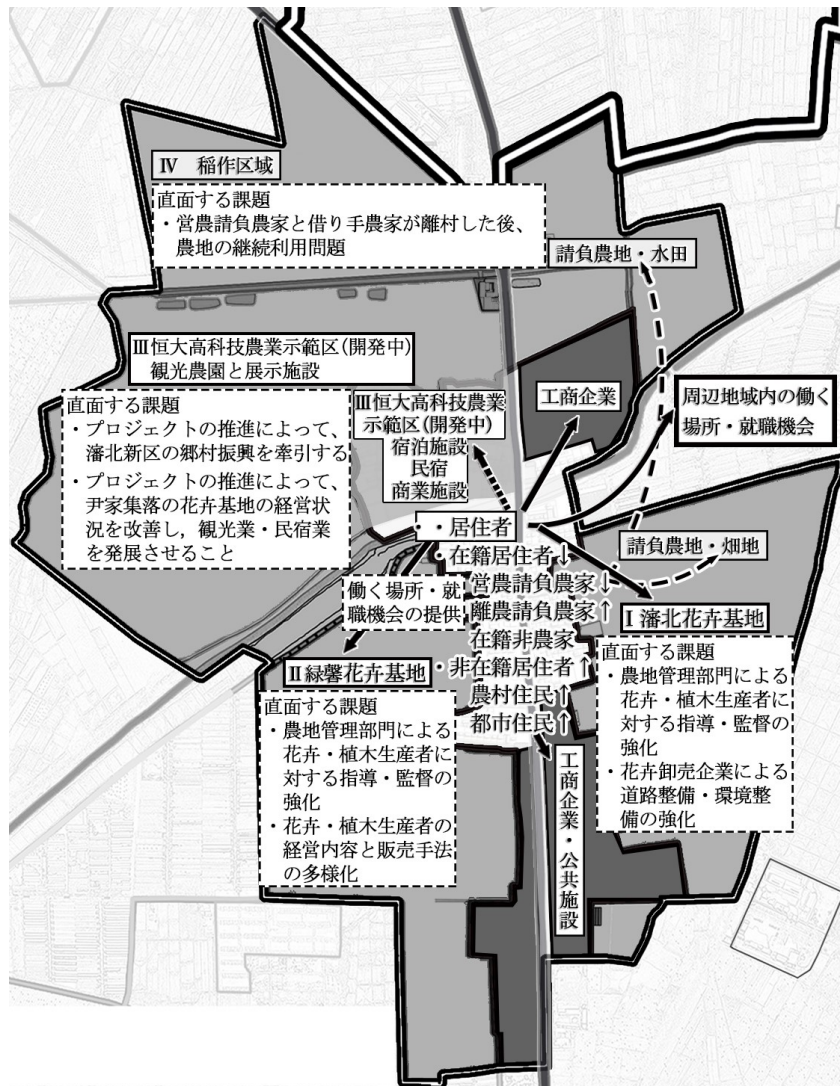 Ⅳ 稲作区域
直面する課題
・営農請負農家と借り手農家が離村した後、
農地の継続利用問題
請負農地・水田
Ⅲ恒大高科技農業示範区(開発中)
観光農園と展示施設
直面する課題
・プロジェクトの推進によって、
瀋北新区の郷村振興を牽引する
・プロジェクトの推進によって、
尹家集落の花卉基地の経営状
況を改善し，観光業・民宿業
を発展させること
Ⅲ恒大高科技農業
示範区(開発中)
宿泊施設
民宿
商業施設
工商企業
周辺地域内の働く
場所・就職機会
・・居住者
・在籍居住者↓
営農請負農家↓
離農請負農家↑
在籍非農家
・非在籍居住者↑
農村住民↑
都市住民↑
請負農地・畑地
働く場所・就
職機会の提供
Ⅰ瀋北花卉基地
直面する課題
・農地管理部門による
花卉・植木生産者に
対する指導・監督の
強化
・花卉卸売企業による
道路整備・環境整
備の強化
Ⅱ緑馨花卉基地
直面する課題
・農地管理部門による
花卉・植木生産者に
対する指導・監督の
強化
・花卉・植木生産者の
経営内容と販売手法
の多様化
工商企業・公共施設